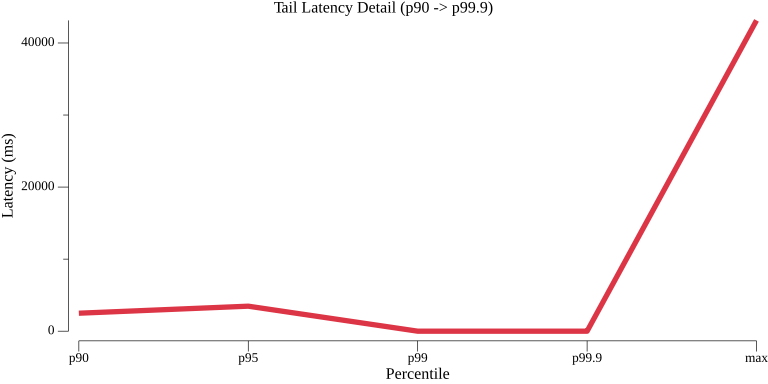 Tail Latency Detail (p90 -> p99.9)
40000
20000
0
Latency (ms)
p90 p95 p99 p99.9 max
Percentile